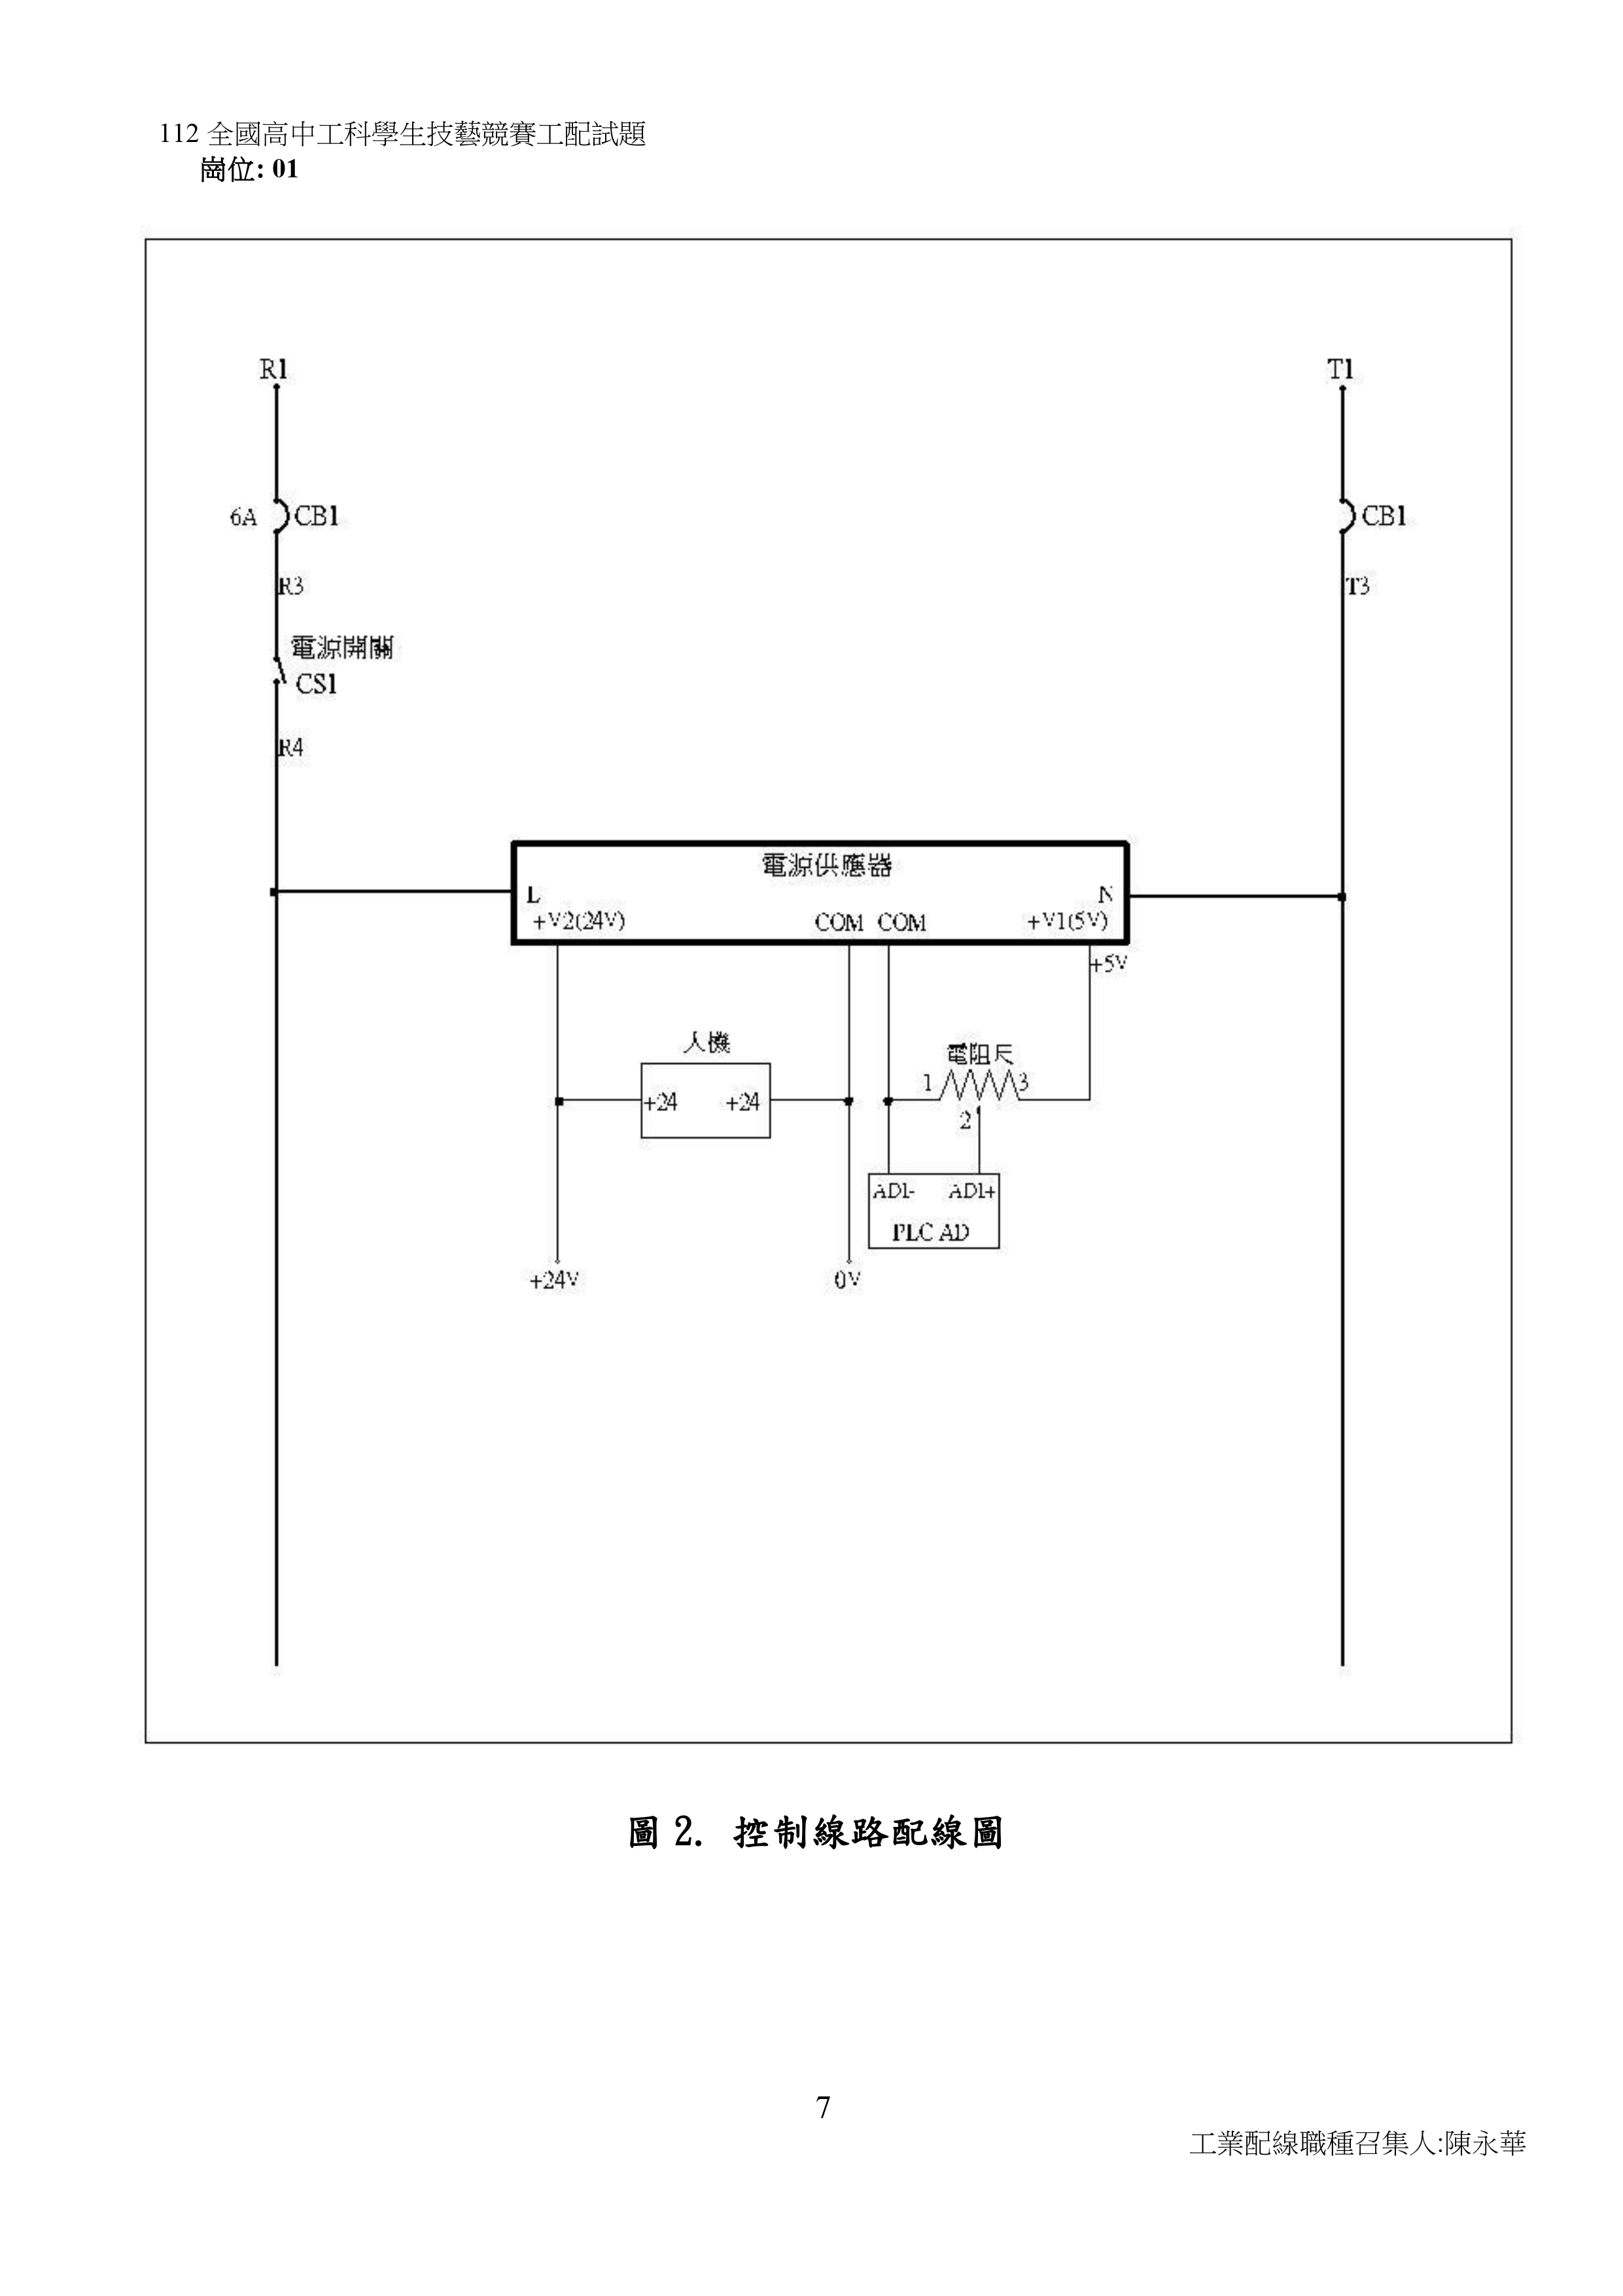 112 全國高中工科學生技藝競賽工配試題
崗位: 01
R1
T1
6A
CB1
CB1
R3
T3
電源開關
CS1
R4
電源供應器
L
N
+V2(24V)
COM
COM
+V1(5V)
+5V
人機
電阻尺
1
3
+24
+24
2
AD1-
AD1+
PLC AD
+24V
0V
圖 2. 控制線路配線圖
7
工業配線職種召集人:陳永華